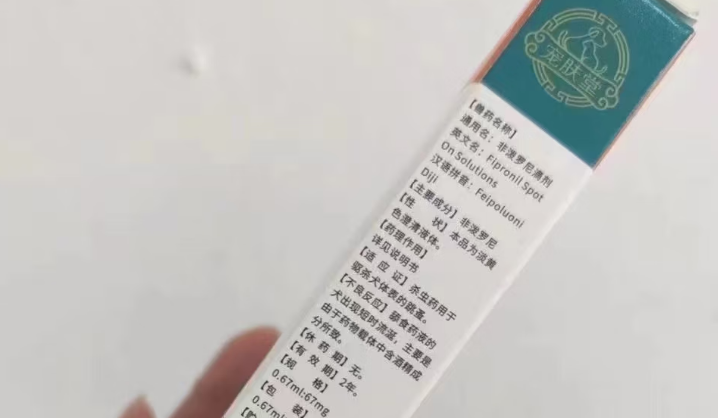 宠肤堂
【兽药名称】
通用名：非泼罗尼滴剂
英文名：Fipronil Spot
On Solutions
汉语拼音：Feipoluoni
Diji
【主要成分】非泼罗尼
【性 状】本品为淡黄
色澄清液体。
【药理作用】
详见说明书
【适 应 证】杀虫药用于
驱杀犬体表的跳蚤。
【不良反应】舔食药液的
犬出现短时流涎，主要是
由于药物载体中含酒精成
分所致。
【休 药 期】无。
【有 效 期】2年。
【规 格】
0.67ml:67mg
【包 装】
0.67ml